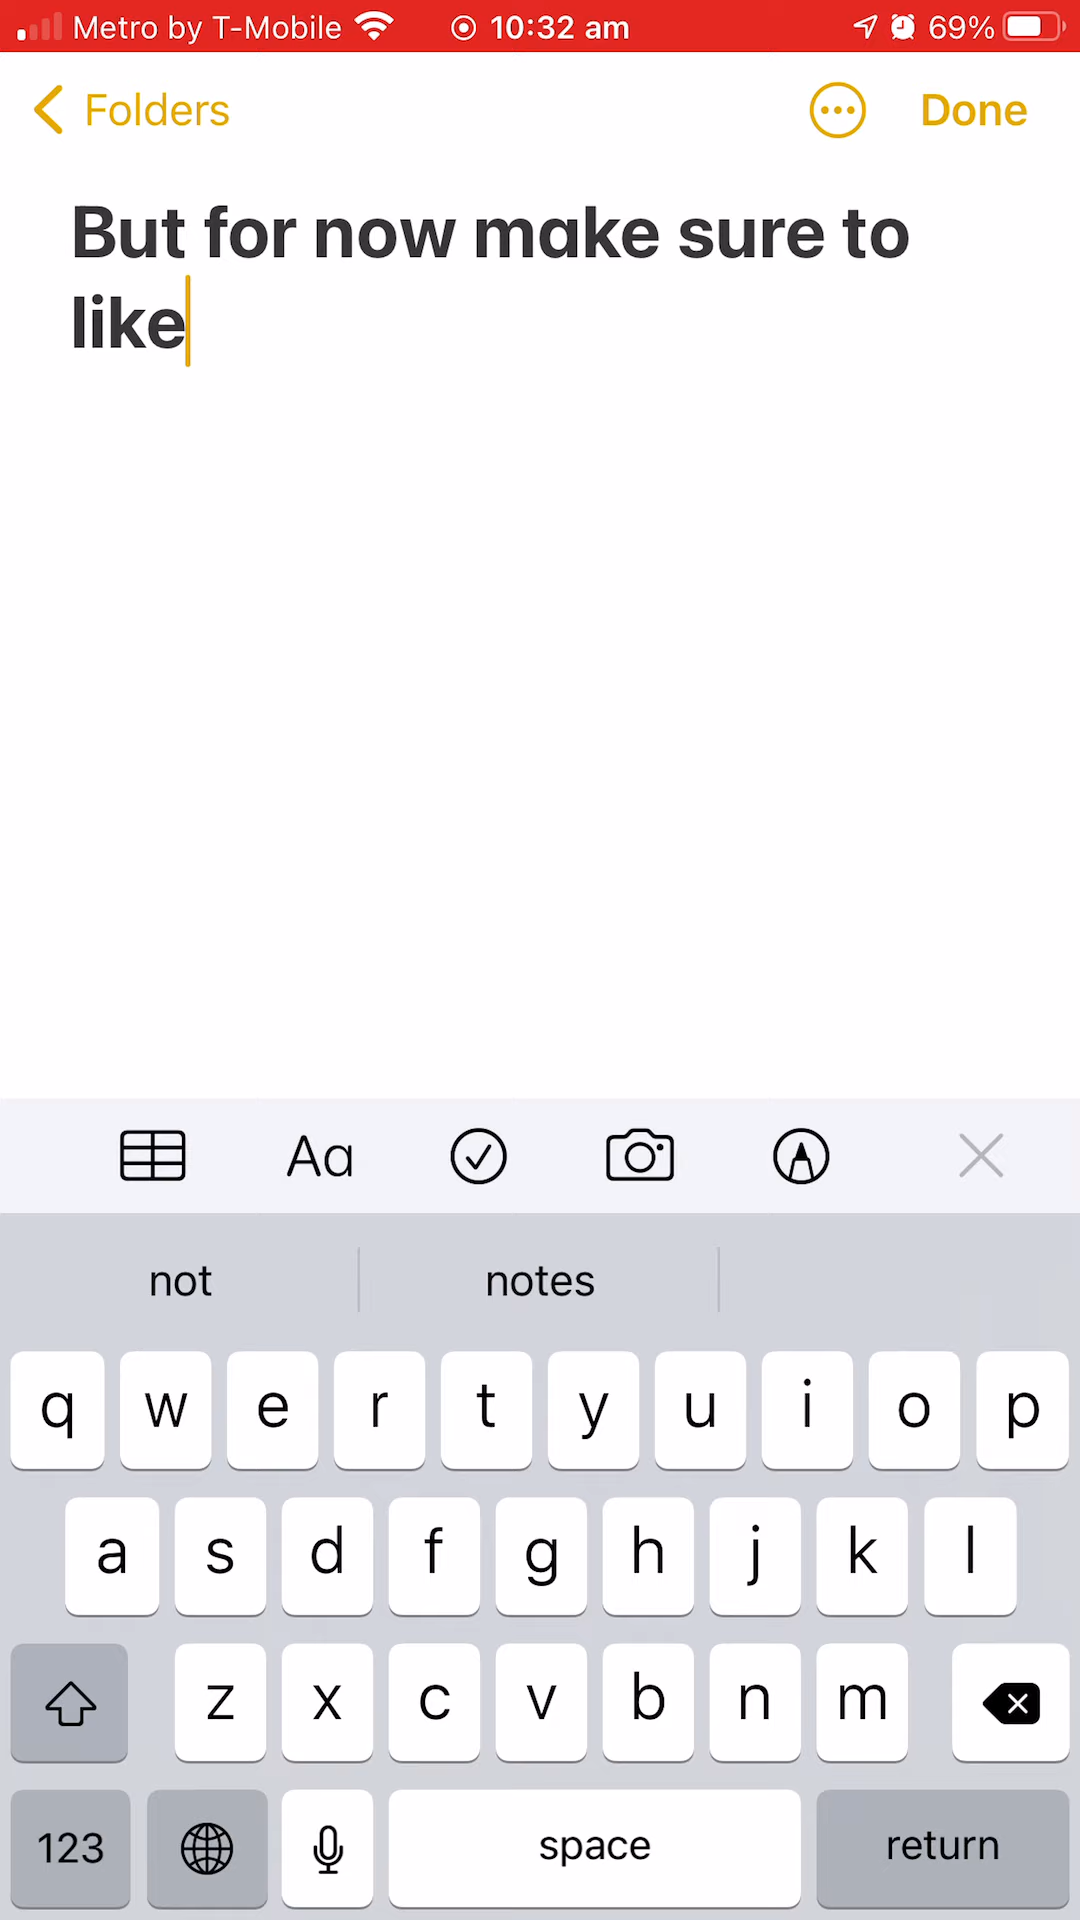 Metro by T-Mobile 10:32 am 69%
Folders Done
But for now make sure to
like
Aa
not notes
q w e r t y u i o p
a s d f g h j k l
z x c v b n m
123 space return